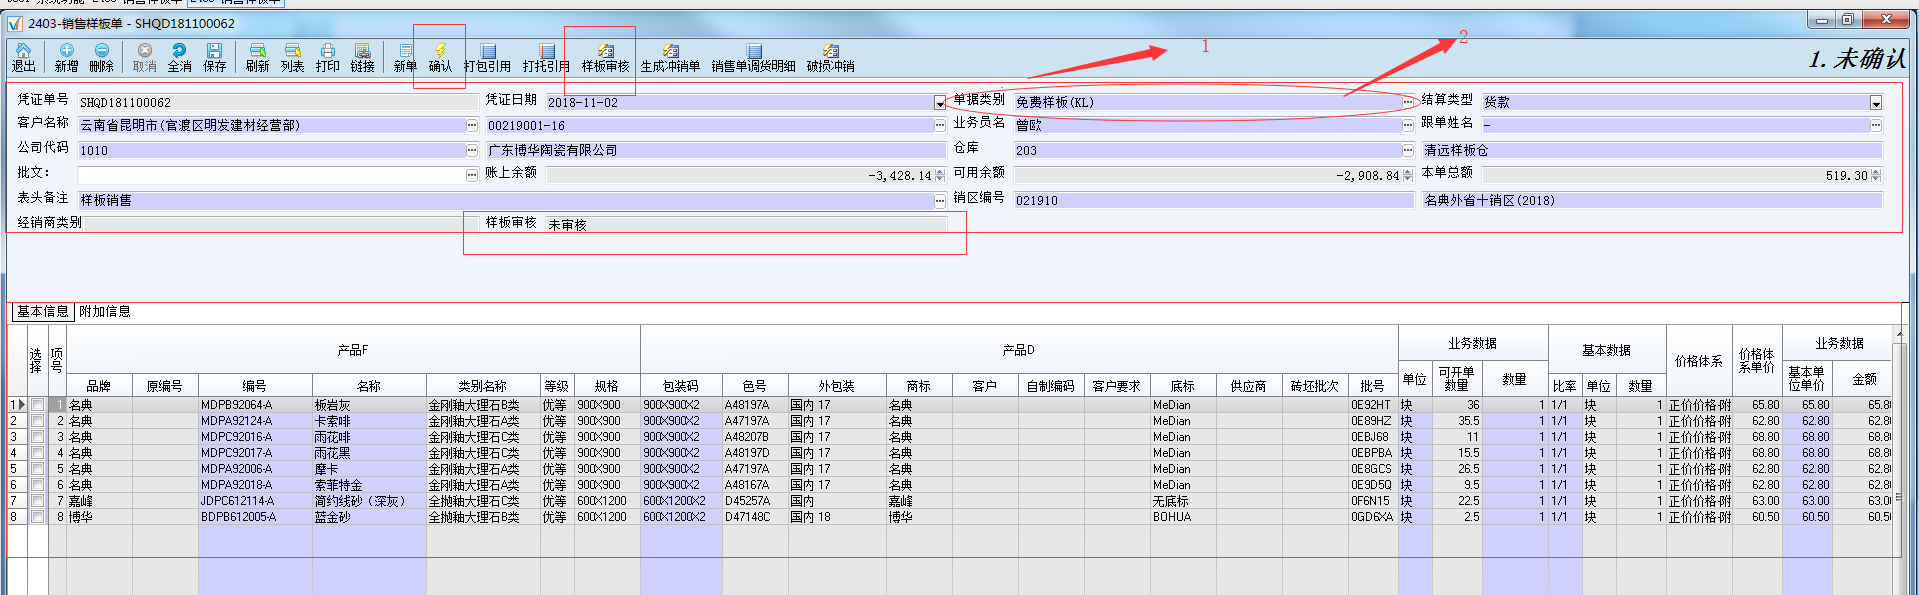 2403-销售样板单 - SHQD181100062
退出 新增 删除 取消 全消 保存 刷新 列表 打印 链接 新单 确认 打包引用 打托引用 样板审核 生成冲销单 销售单调货明细 破损冲销
1 2
1.未确认
凭证单号 SHQD181100062 凭证日期 2018-11-02 单据类别 免费样板(KL) 结算类型 货款
客户名称 云南省昆明市(官渡区明发建材经营部) 00219001-16 业务员名 曾欧 跟单姓名 -
公司代码 1010 广东博华陶瓷有限公司 仓库 203 清远样板仓
批文: 账上余额 -3,428.14 可用余额 -2,908.84 本单总额 519.30
表头备注 样板销售 销区编号 021910 名典外省十销区(2018)
经销商类别 样板审核 未审核
基本信息 附加信息
选择 项号 产品F 产品D 业务数据 基本数据 价格体系 价格体系单价 业务数据
品牌 原编号 编号 名称 类别名称 等级 规格 包装码 色号 外包装 商标 客户 自制编码 客户要求 底标 供应商 砖坯批次 批号 单位 可开单数量 数量 比率 单位 数量 基本单位单价 金额
1 1 名典 MDPB92064-A 板岩灰 金刚釉大理石B类 优等 900X900 900X900X2 A48197A 国内 17 名典 MeDian 0E92HT 块 36 1 1/1 块 1 正价价格-附 65.80 65.80 65.80
2 2 名典 MDPA92124-A 卡索啡 金刚釉大理石A类 优等 900X900 900X900X2 A47197A 国内 17 名典 MeDian 0E89HZ 块 35.5 1 1/1 块 1 正价价格-附 62.80 62.80 62.80
3 3 名典 MDPC92016-A 雨花啡 金刚釉大理石C类 优等 900X900 900X900X2 A48207B 国内 17 名典 MeDian 0EBJ68 块 11 1 1/1 块 1 正价价格-附 68.80 68.80 68.80
4 4 名典 MDPC92017-A 雨花黑 金刚釉大理石C类 优等 900X900 900X900X2 A48197D 国内 17 名典 MeDian 0EBPBA 块 15.5 1 1/1 块 1 正价价格-附 68.80 68.80 68.80
5 5 名典 MDPA92006-A 摩卡 金刚釉大理石A类 优等 900X900 900X900X2 A47197A 国内 17 名典 MeDian 0E8GCS 块 26.5 1 1/1 块 1 正价价格-附 62.80 62.80 62.80
6 6 名典 MDPA92018-A 索菲特金 金刚釉大理石A类 优等 900X900 900X900X2 A48167A 国内 17 名典 MeDian 0E9D5Q 块 9.5 1 1/1 块 1 正价价格-附 62.80 62.80 62.80
7 7 嘉峰 JDPC612114-A 简约线砂（深灰） 全抛釉大理石C类 优等 600X1200 600X1200X2 D45257A 国内 嘉峰 无底标 0F6N15 块 22.5 1 1/1 块 1 正价价格-附 63.00 63.00 63.00
8 8 博华 BDPB612005-A 蓝金砂 全抛釉大理石B类 优等 600X1200 600X1200X2 D47148C 国内 18 博华 BOHUA 0GD6XA 块 2.5 1 1/1 块 1 正价价格-附 60.50 60.50 60.50